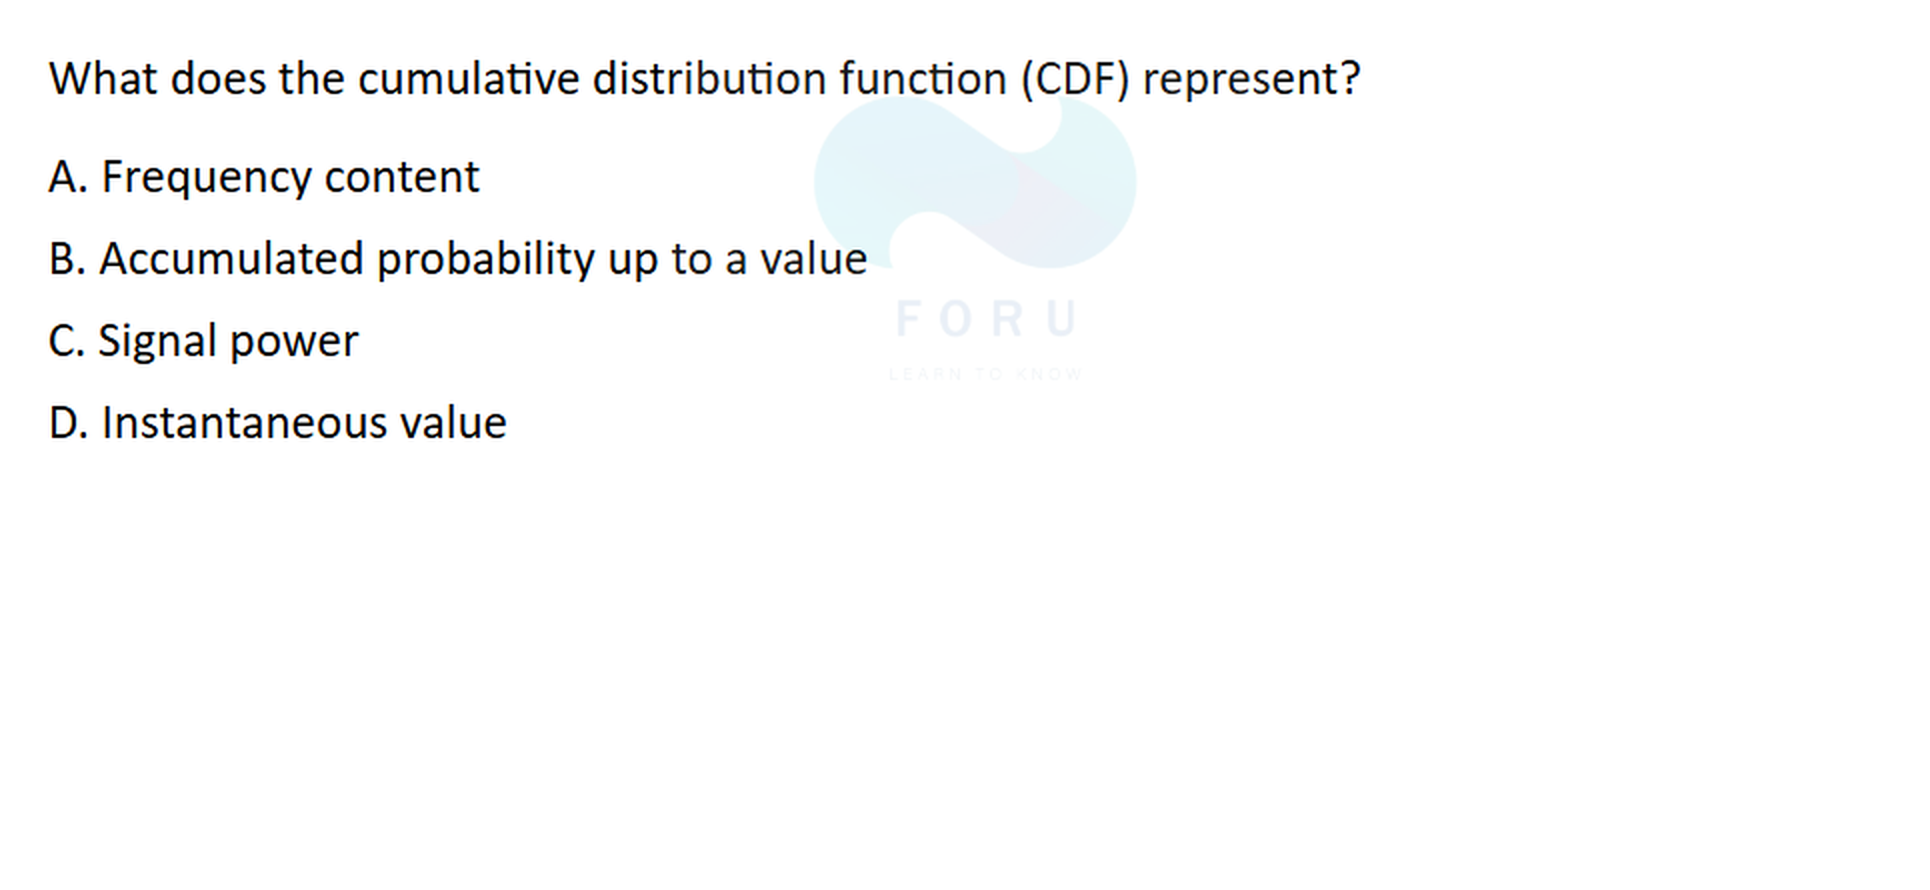 What does the cumulative distribution function (CDF) represent?
A. Frequency content
B. Accumulated probability up to a value
C. Signal power
D. Instantaneous value
FORU
LEARN TO KNOW